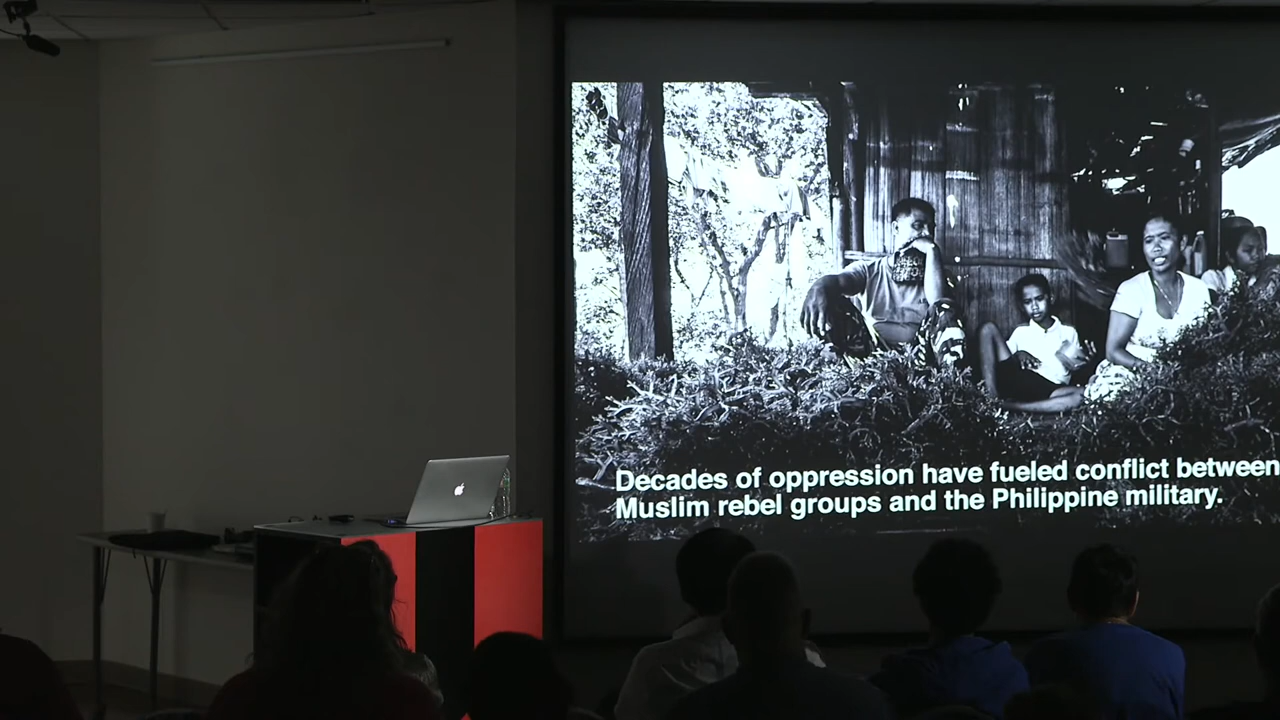 Decades of oppression have fueled conflict between
Muslim rebel groups and the Philippine military.